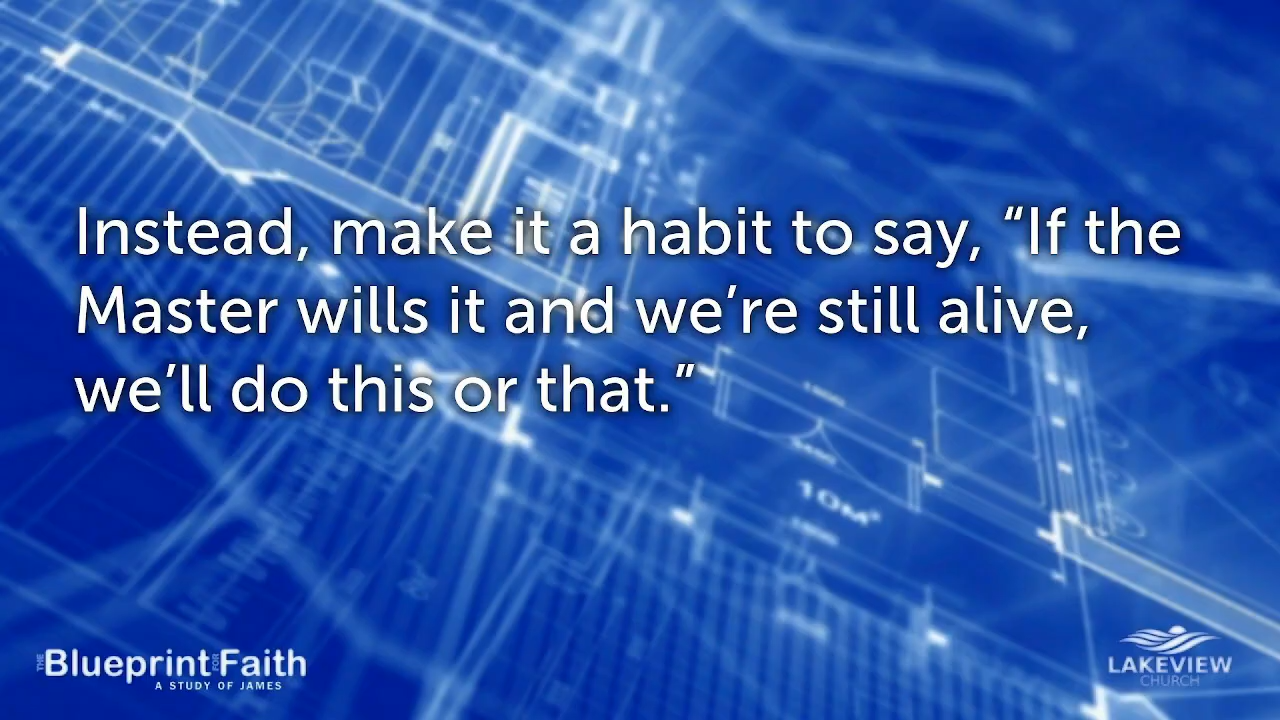 Instead, make it a habit to say, “If the
Master wills it and we’re still alive,
we’ll do this or that.”
10M²
THE Blueprint FOR Faith
A STUDY OF JAMES
LAKEVIEW
CHURCH